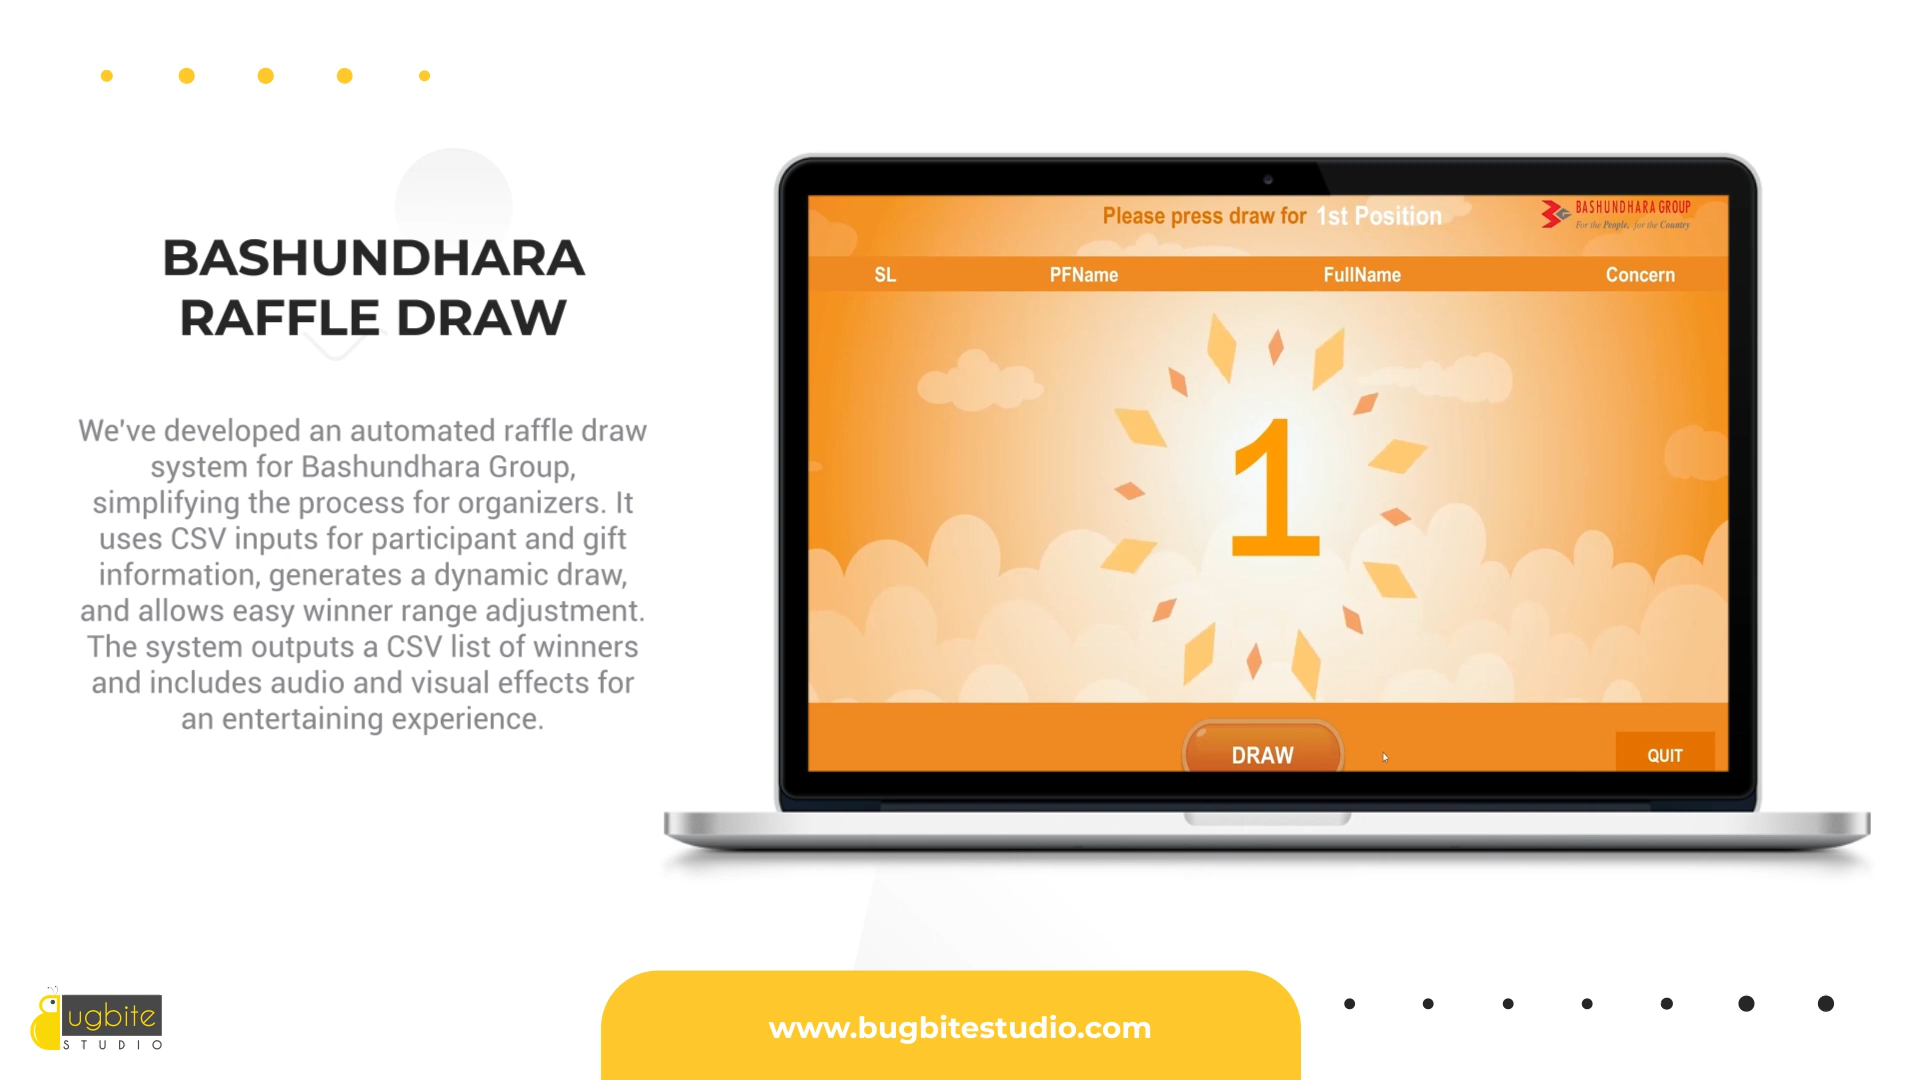 BASHUNDHARA
RAFFLE DRAW
We've developed an automated raffle draw
system for Bashundhara Group,
simplifying the process for organizers. It
uses CSV inputs for participant and gift
information, generates a dynamic draw,
and allows easy winner range adjustment.
The system outputs a CSV list of winners
and includes audio and visual effects for
an entertaining experience.
Please press draw for 1st Position
BASHUNDHARA GROUP
For the People, for the Country
SL PFName FullName Concern
1
DRAW
QUIT
ugbite
STUDIO
www.bugbitestudio.com